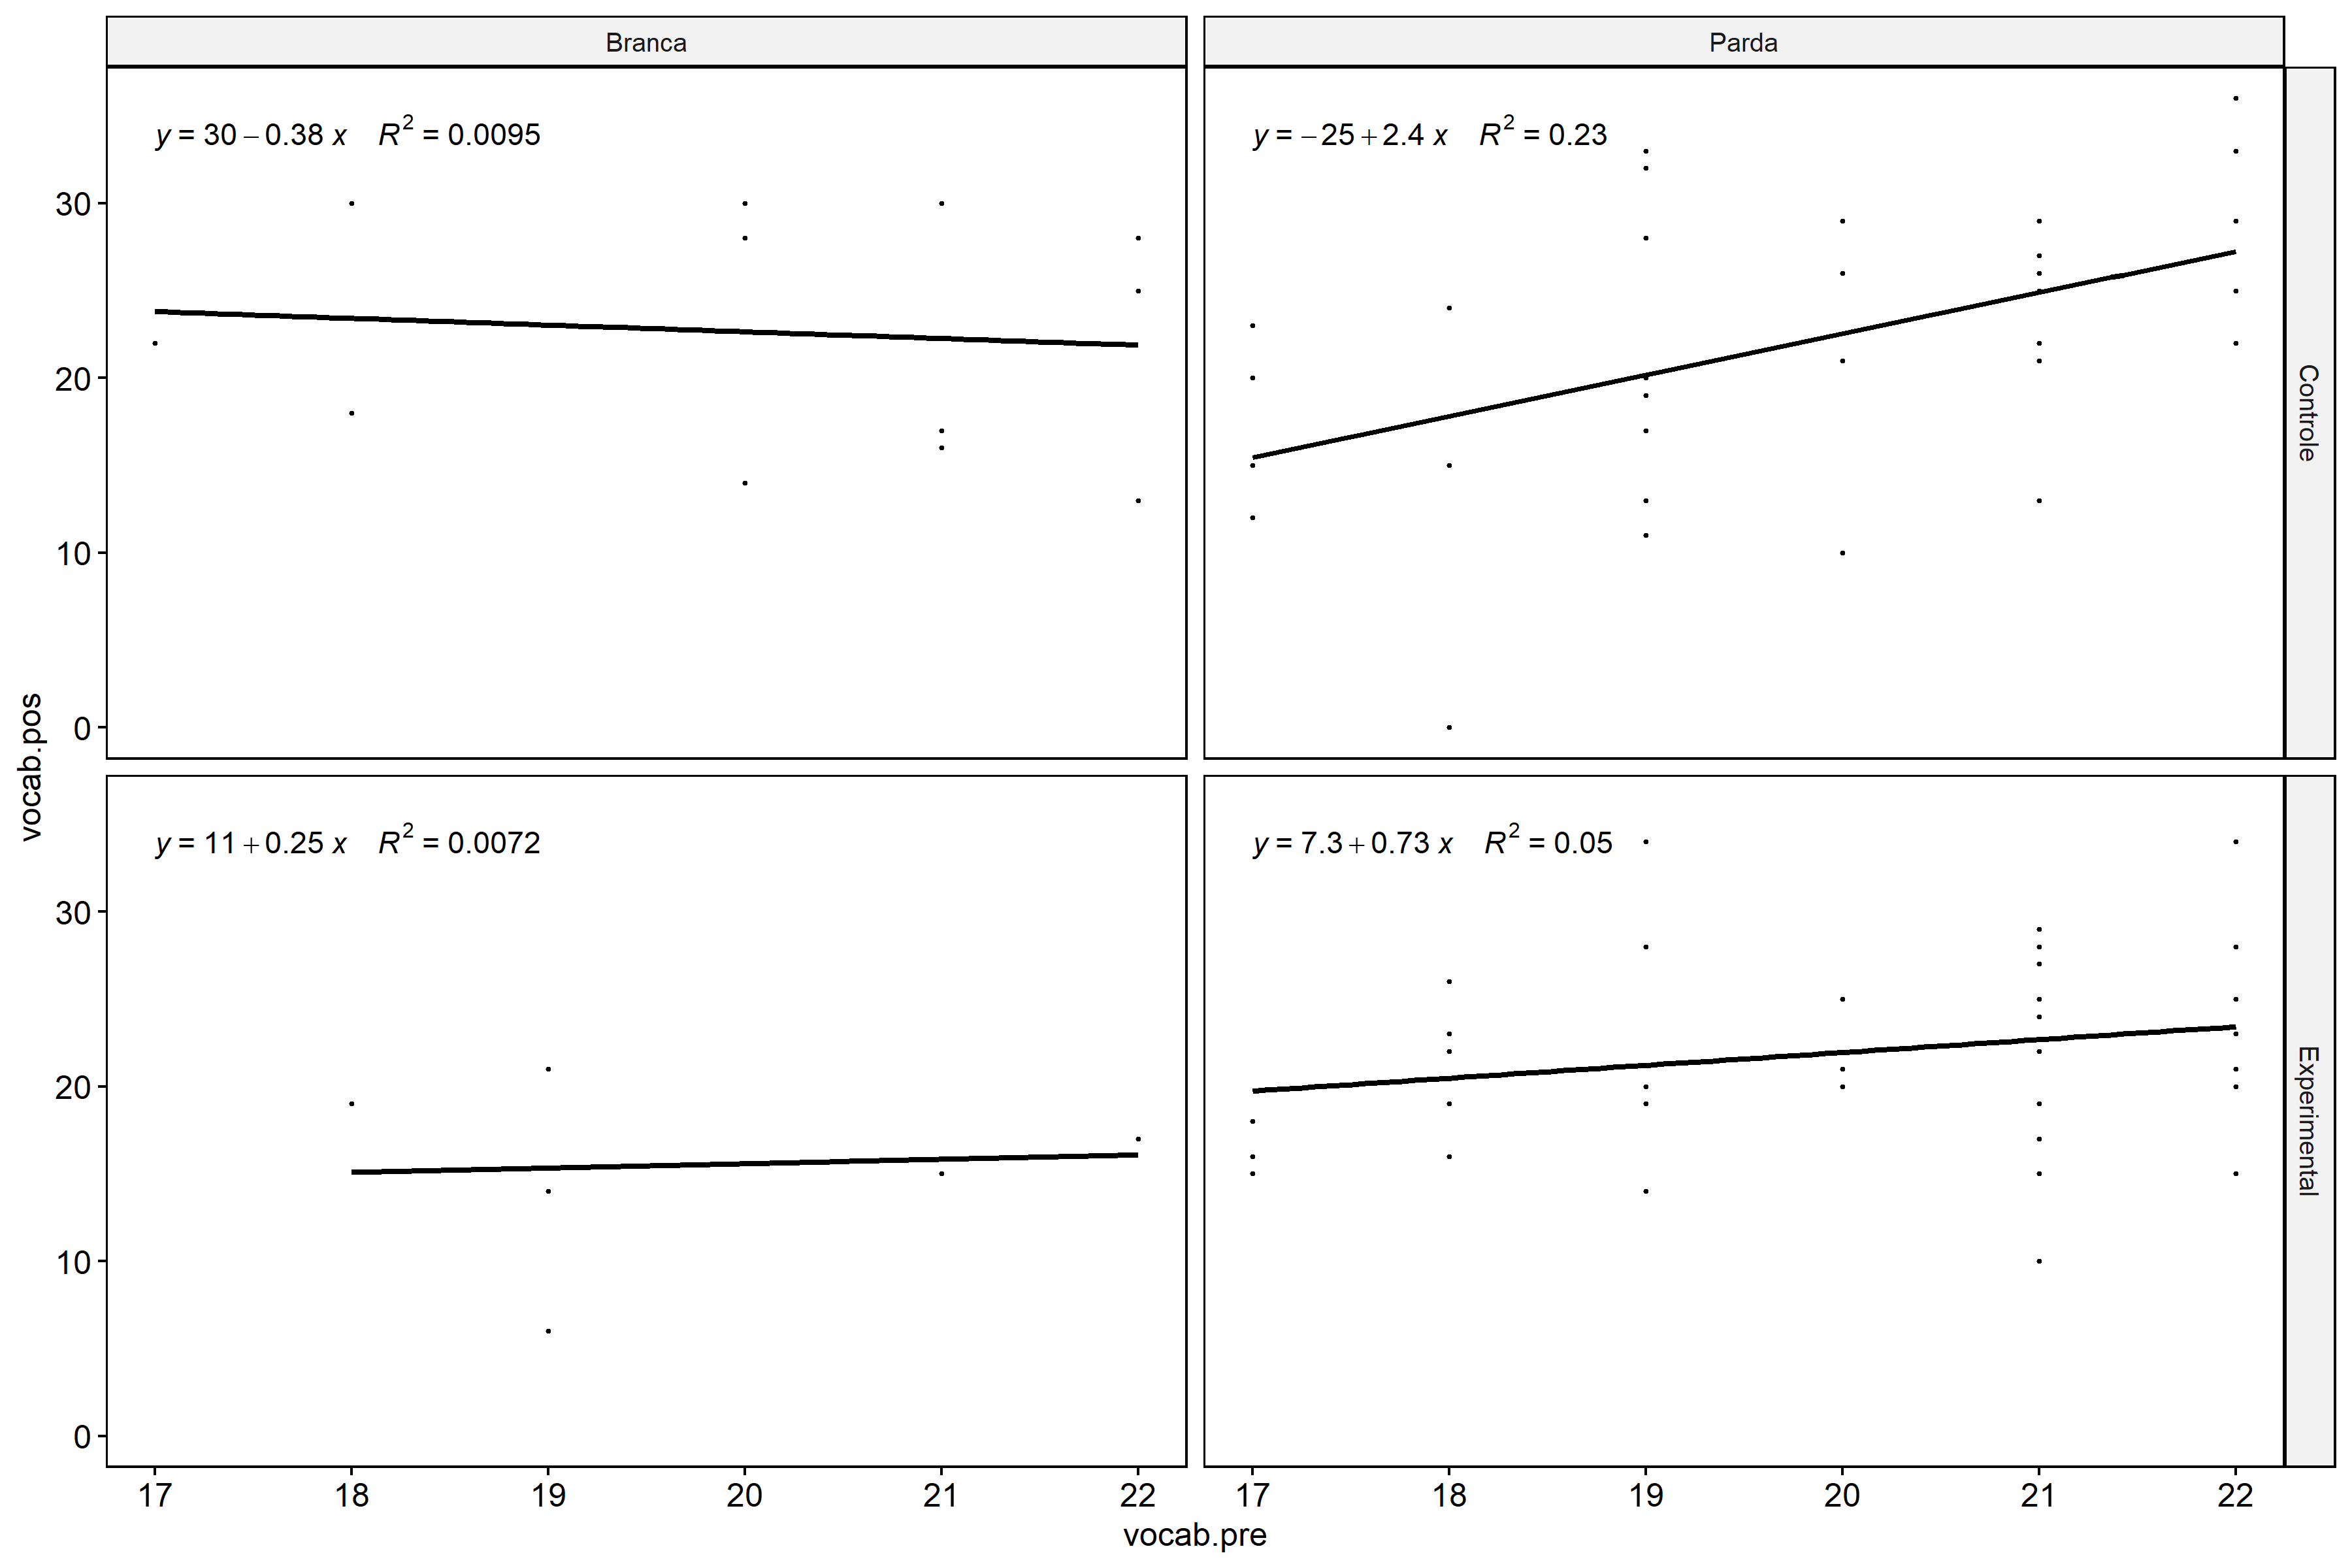 Branca
Parda
y = 30 − 0.38 x R² = 0.0095
y = −25 + 2.4 x R² = 0.23
30
20
10
0
Controle
vocab.pos
y = 11 + 0.25 x R² = 0.0072
y = 7.3 + 0.73 x R² = 0.05
30
20
10
0
Experimental
17 18 19 20 21 22
17 18 19 20 21 22
vocab.pre